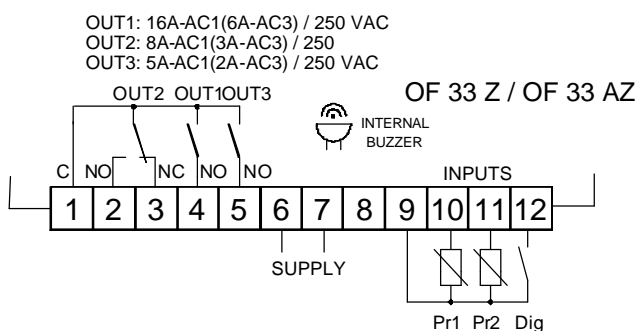 OUT1: 16A-AC1(6A-AC3) / 250 VAC
OUT2: 8A-AC1(3A-AC3) / 250
OUT3: 5A-AC1(2A-AC3) / 250 VAC
OF 33 Z / OF 33 AZ
OUT2 OUT1OUT3
INTERNAL
BUZZER
C NO NC NO NO
INPUTS
1 2 3 4 5 6 7 8 9 10 11 12
SUPPLY
Pr1 Pr2 Dig